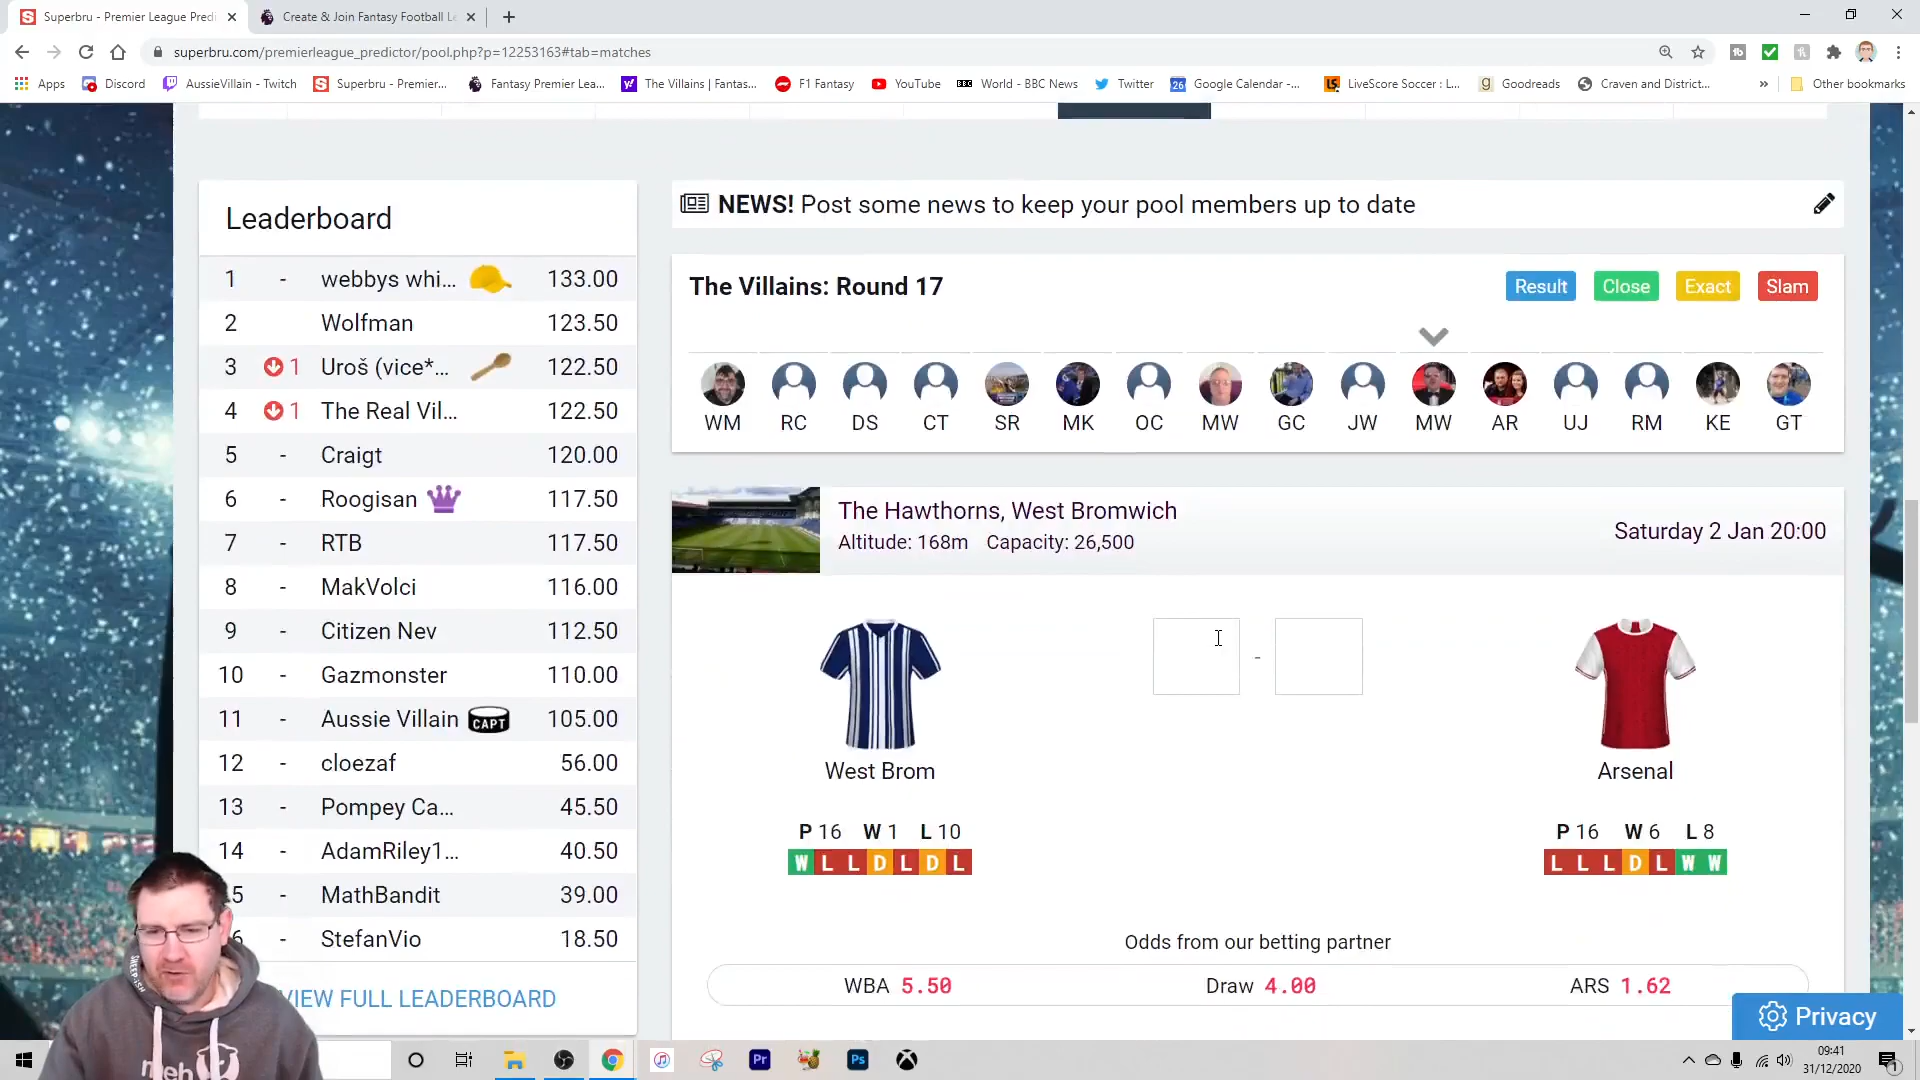 Superbru - Premier League Predi
Create & Join Fantasy Football Le
superbru.com/premierleague_predictor/pool.php?p=12253163#tab=matches
Apps Discord AussieVillain - Twitch Superbru - Premier... Fantasy Premier Lea... The Villains | Fantas... F1 Fantasy YouTube BBC World - BBC News Twitter 26 Google Calendar -... LS LiveScore Soccer : L... g Goodreads Craven and District... » Other bookmarks
Leaderboard
1 - webbys whi... 133.00
2 Wolfman 123.50
3 1 Uroš (vice*... 122.50
4 1 The Real Vil... 122.50
5 - Craigt 120.00
6 - Roogisan 117.50
7 - RTB 117.50
8 - MakVolci 116.00
9 - Citizen Nev 112.50
10 - Gazmonster 110.00
11 - Aussie Villain CAPT 105.00
12 - cloezaf 56.00
13 - Pompey Ca... 45.50
14 - AdamRiley1... 40.50
5 - MathBandit 39.00
6 - StefanVio 18.50
VIEW FULL LEADERBOARD
NEWS! Post some news to keep your pool members up to date
The Villains: Round 17
Result Close Exact Slam
WM RC DS CT SR MK OC MW GC JW MW AR UJ RM KE GT
The Hawthorns, West Bromwich
Altitude: 168m Capacity: 26,500
Saturday 2 Jan 20:00
-
West Brom
Arsenal
P 16 W 1 L 10
W L L D L D L
P 16 W 6 L 8
L L L D L W W
Odds from our betting partner
WBA 5.50 Draw 4.00 ARS 1.62
Privacy
meh
Pr
Ps
09:41
31/12/2020
1